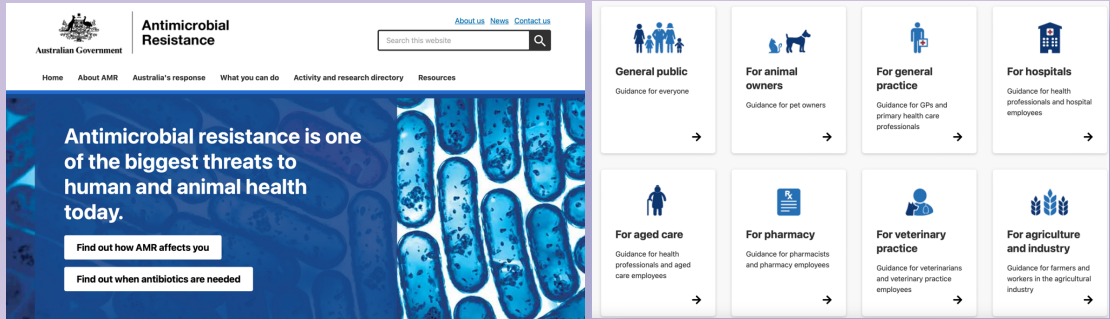 Australian Government
Antimicrobial
Resistance
About us News Contact us
Search this website
Home About AMR Australia's response What you can do Activity and research directory Resources
Antimicrobial resistance is one
of the biggest threats to
human and animal health
today.
Find out how AMR affects you
Find out when antibiotics are needed
General public
Guidance for everyone
For animal
owners
Guidance for pet owners
For general
practice
Guidance for GPs and
primary health care
professionals
For hospitals
Guidance for health
professionals and hospital
employees
For aged care
Guidance for health
professionals and aged
care employees
Rx
For pharmacy
Guidance for pharmacists
and pharmacy employees
For veterinary
practice
Guidance for veterinarians
and veterinary practice
employees
For agriculture
and industry
Guidance for farmers and
workers in the agricultural
industry